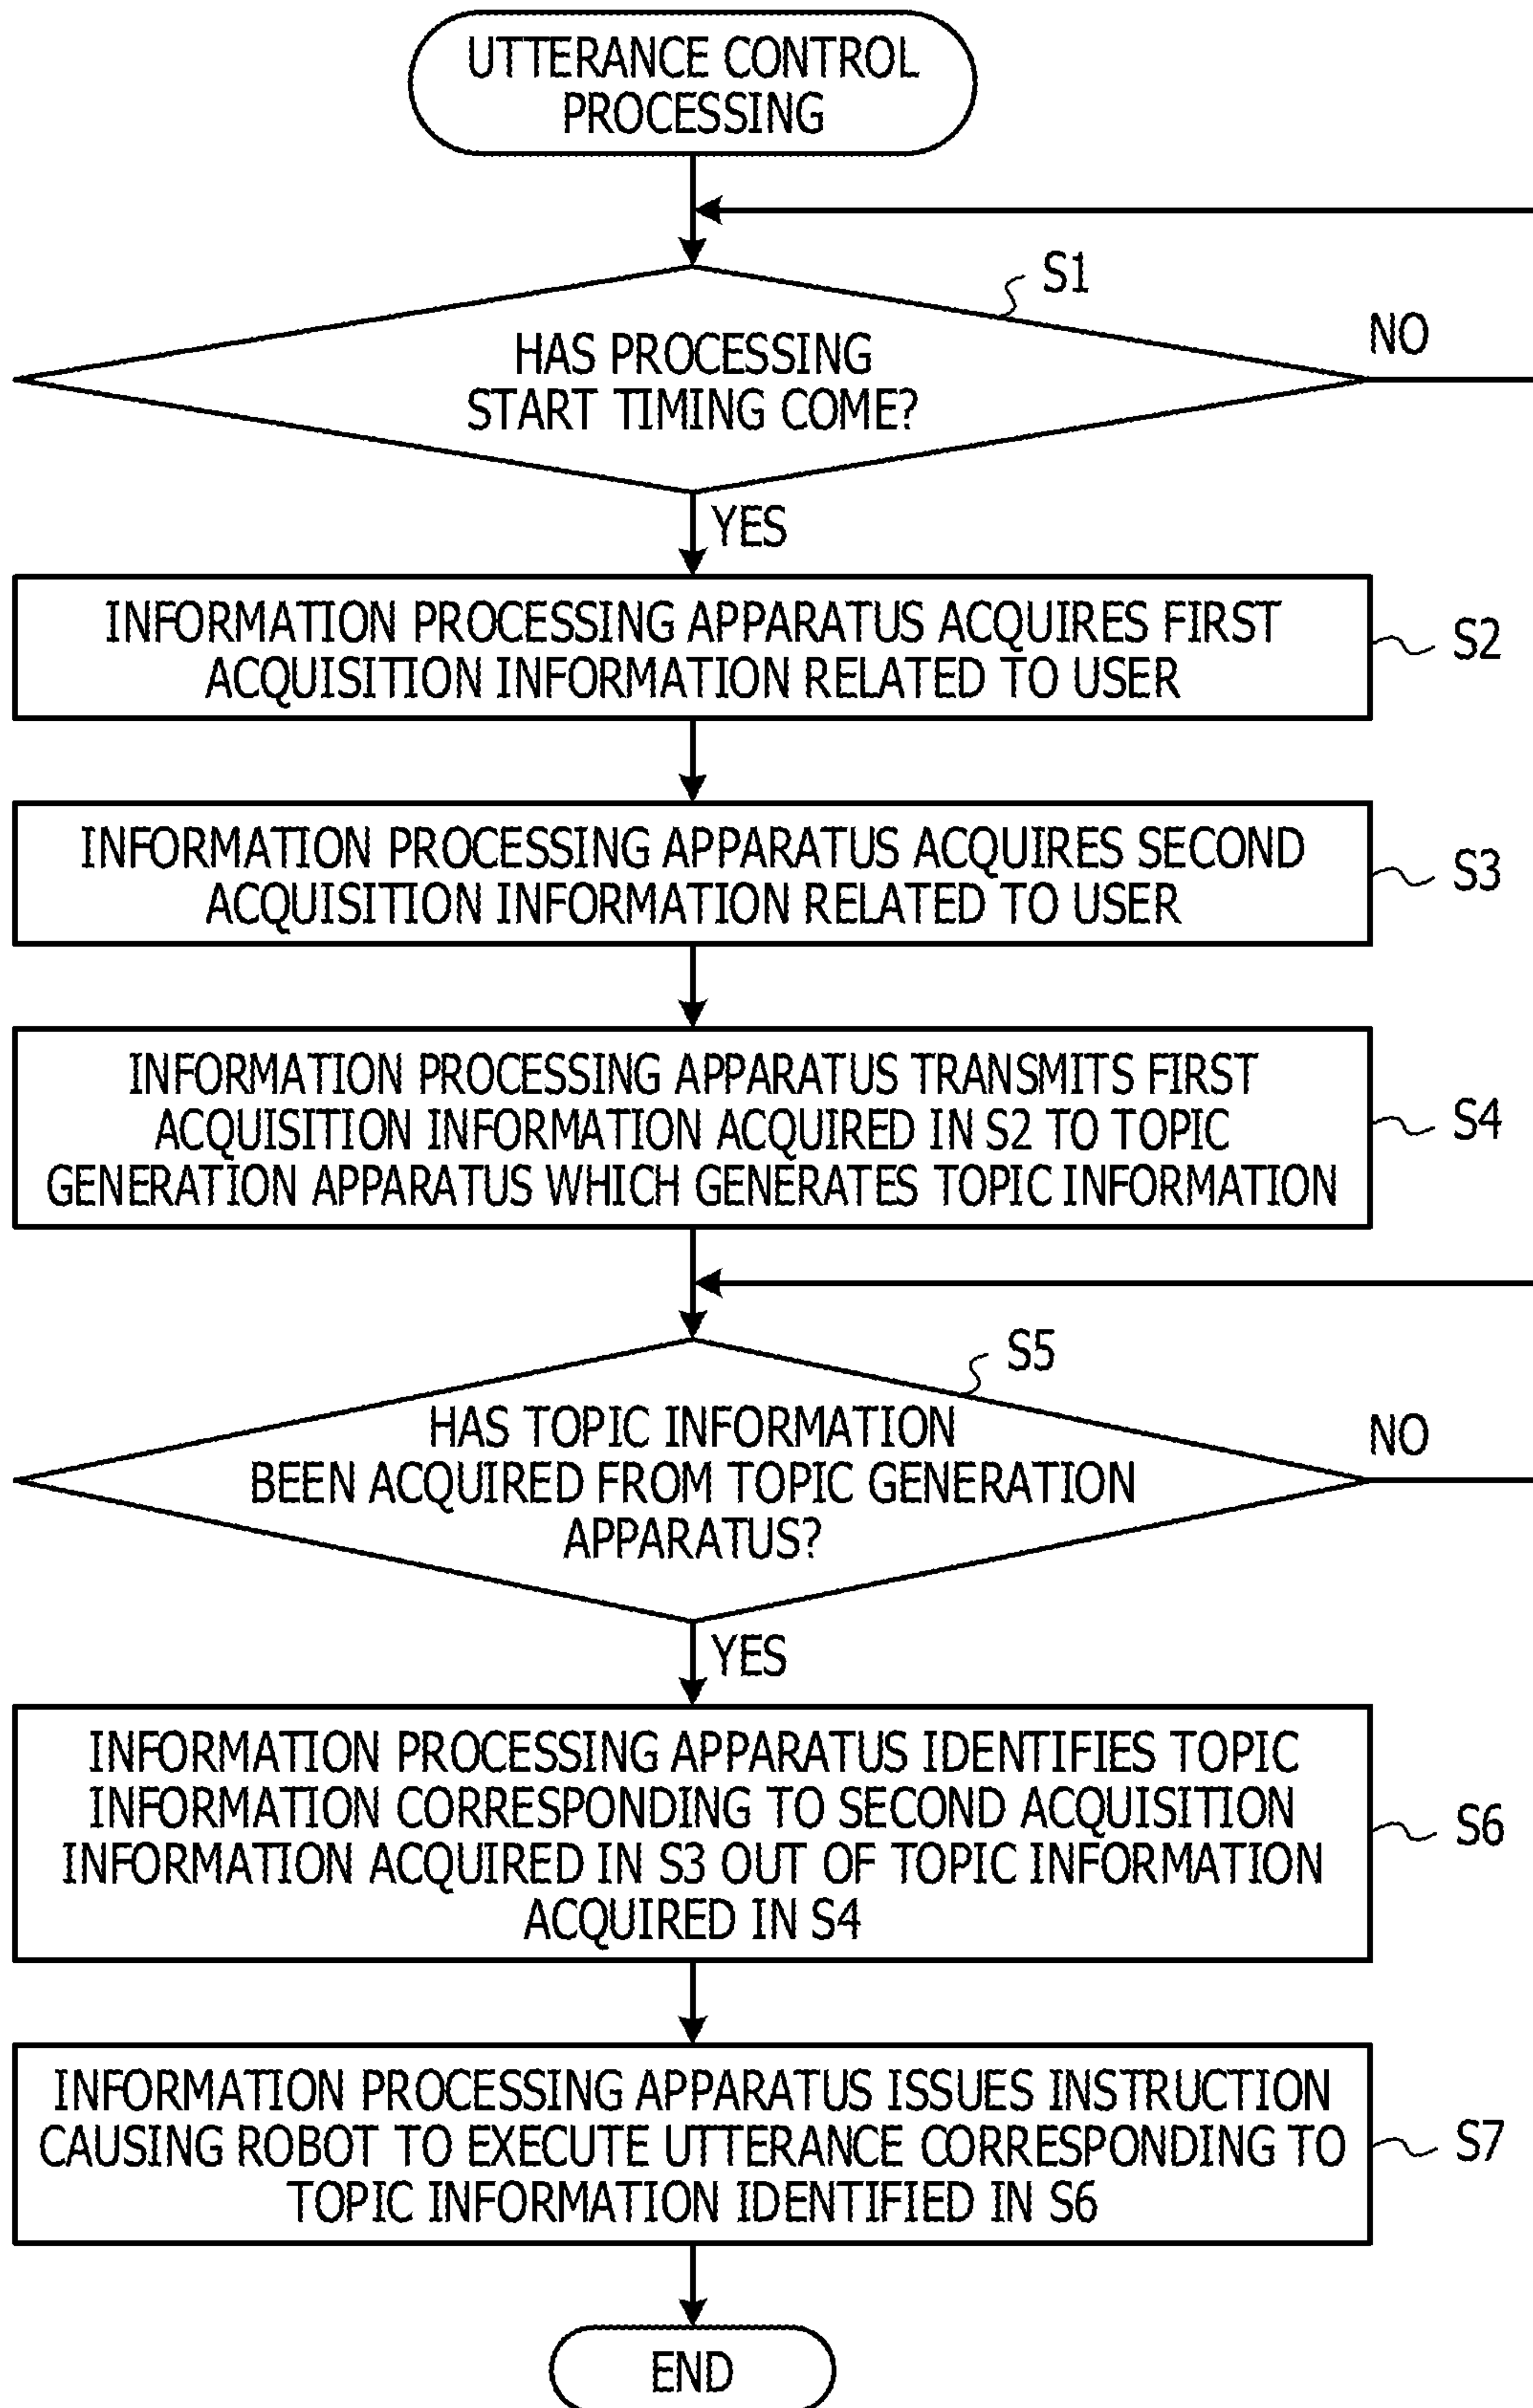 UTTERANCE CONTROL
PROCESSING
S1
HAS PROCESSING
START TIMING COME?
NO
YES
INFORMATION PROCESSING APPARATUS ACQUIRES FIRST
ACQUISITION INFORMATION RELATED TO USER
S2
INFORMATION PROCESSING APPARATUS ACQUIRES SECOND
ACQUISITION INFORMATION RELATED TO USER
S3
INFORMATION PROCESSING APPARATUS TRANSMITS FIRST
ACQUISITION INFORMATION ACQUIRED IN S2 TO TOPIC
GENERATION APPARATUS WHICH GENERATES TOPIC INFORMATION
S4
S5
HAS TOPIC INFORMATION
BEEN ACQUIRED FROM TOPIC GENERATION
APPARATUS?
NO
YES
INFORMATION PROCESSING APPARATUS IDENTIFIES TOPIC
INFORMATION CORRESPONDING TO SECOND ACQUISITION
INFORMATION ACQUIRED IN S3 OUT OF TOPIC INFORMATION
ACQUIRED IN S4
S6
INFORMATION PROCESSING APPARATUS ISSUES INSTRUCTION
CAUSING ROBOT TO EXECUTE UTTERANCE CORRESPONDING TO
TOPIC INFORMATION IDENTIFIED IN S6
S7
END